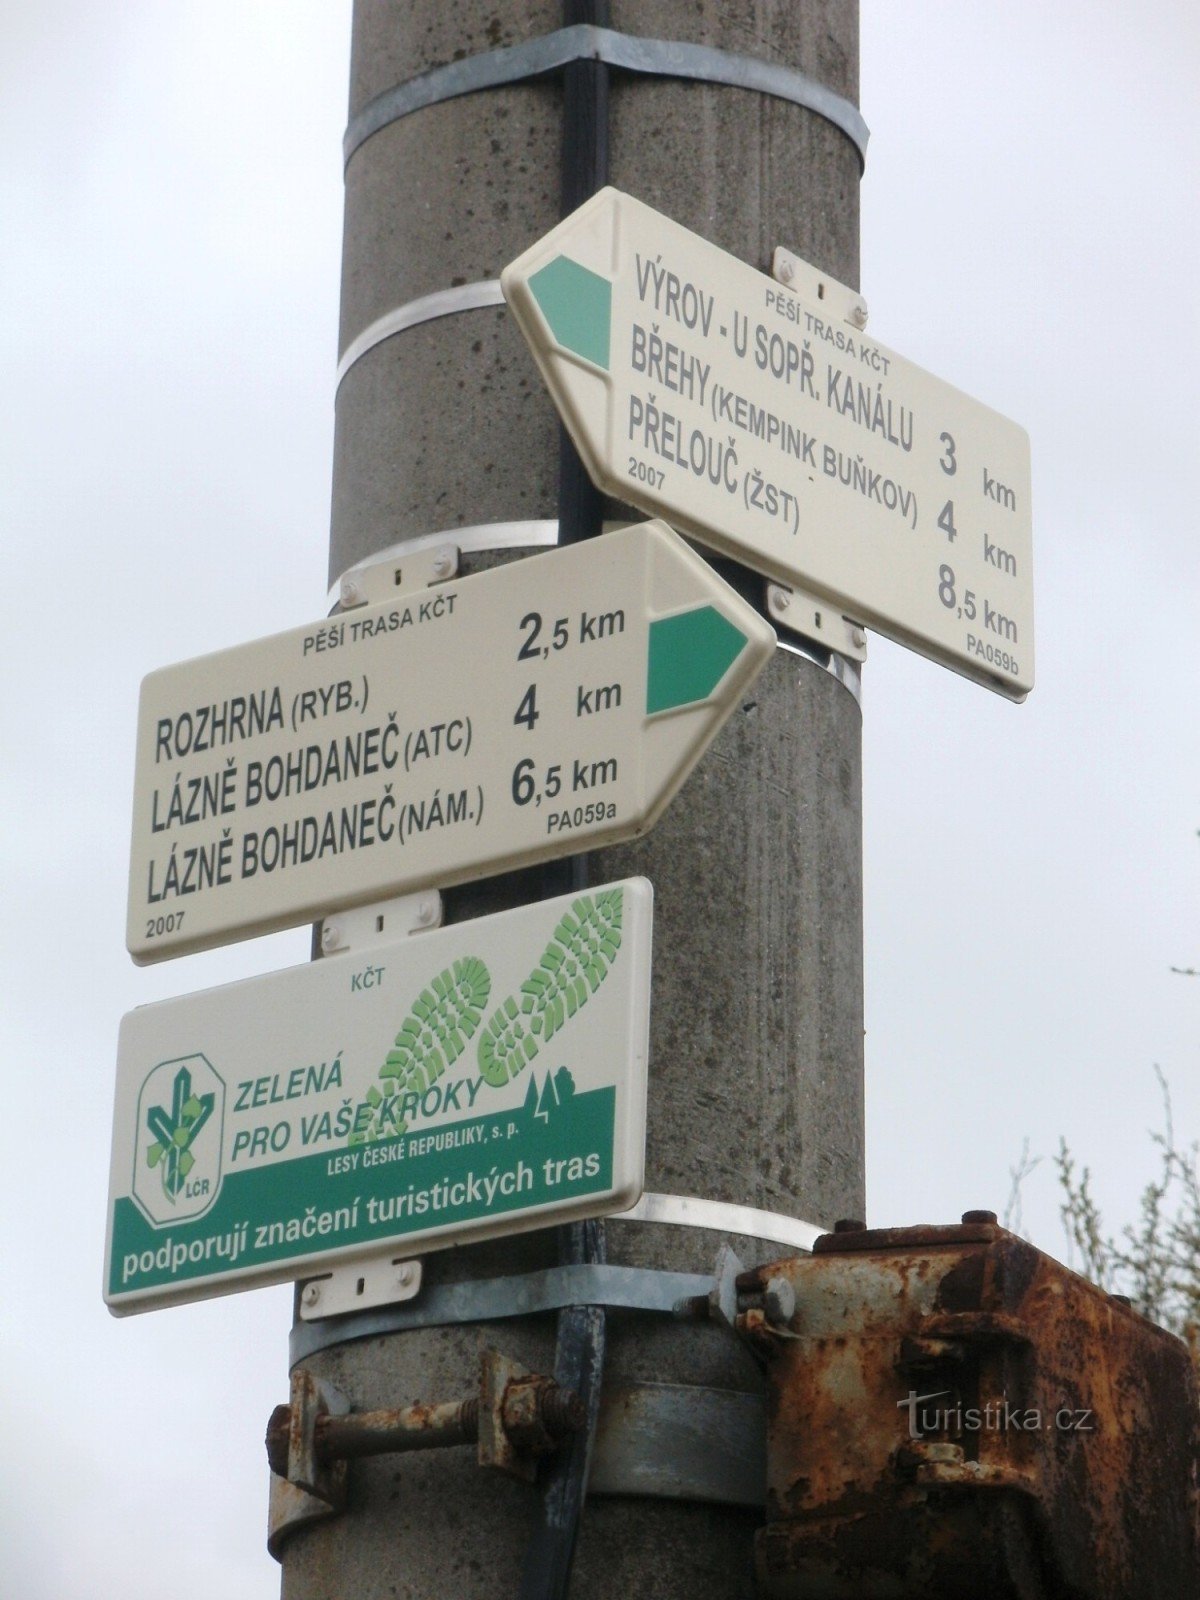 PĚŠÍ TRASA KČT
VÝROV - U SOPŘ. KANÁLU 3 km
BŘEHY (KEMPINK BUŇKOV) 4 km
PŘELOUČ (ŽST) 8,5 km
2007 PA059b
PĚŠÍ TRASA KČT
ROZHRNA (RYB.) 2,5 km
LÁZNĚ BOHDANEČ (ATC) 4 km
LÁZNĚ BOHDANEČ (NÁM.) 6,5 km
2007 PA059a
KČT
ZELENÁ
PRO VAŠE KROKY
LČR
LESY ČESKÉ REPUBLIKY, s. p.
podporují značení turistických tras
Turistika.cz